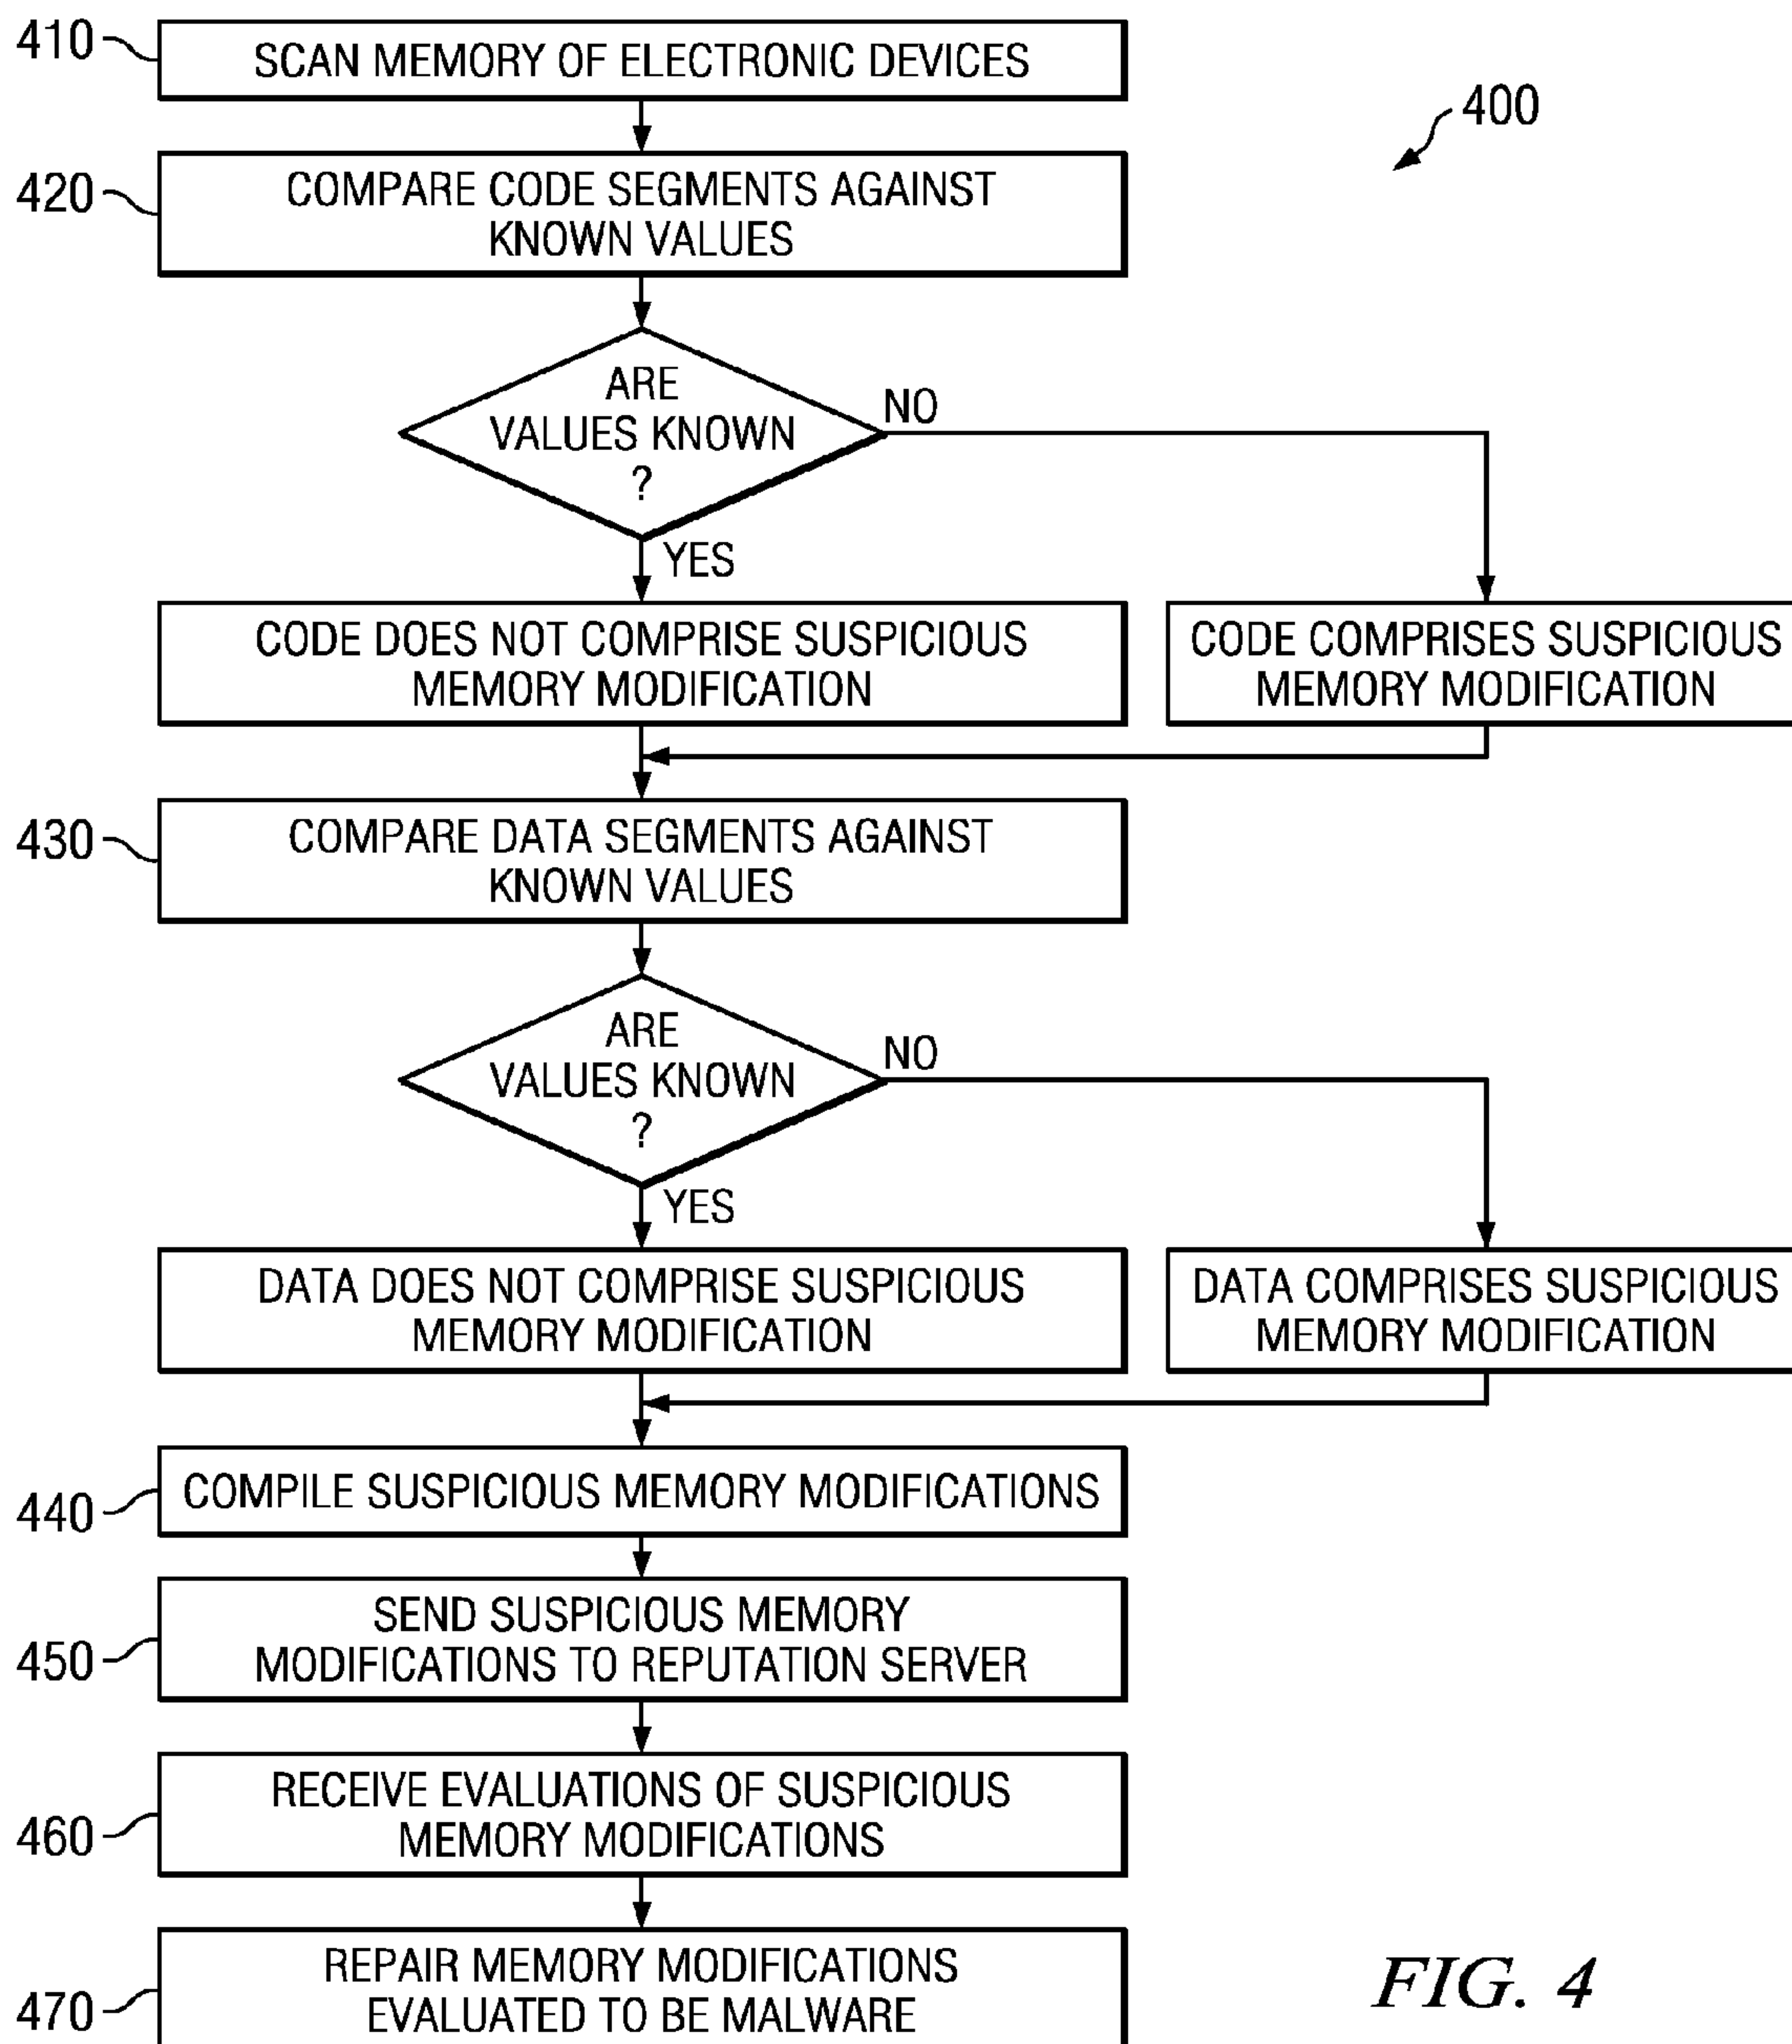 410
SCAN MEMORY OF ELECTRONIC DEVICES
400
420
COMPARE CODE SEGMENTS AGAINST
KNOWN VALUES
ARE
VALUES KNOWN
?
NO
YES
CODE DOES NOT COMPRISE SUSPICIOUS
MEMORY MODIFICATION
CODE COMPRISES SUSPICIOUS
MEMORY MODIFICATION
430
COMPARE DATA SEGMENTS AGAINST
KNOWN VALUES
ARE
VALUES KNOWN
?
NO
YES
DATA DOES NOT COMPRISE SUSPICIOUS
MEMORY MODIFICATION
DATA COMPRISES SUSPICIOUS
MEMORY MODIFICATION
440
COMPILE SUSPICIOUS MEMORY MODIFICATIONS
450
SEND SUSPICIOUS MEMORY
MODIFICATIONS TO REPUTATION SERVER
460
RECEIVE EVALUATIONS OF SUSPICIOUS
MEMORY MODIFICATIONS
470
REPAIR MEMORY MODIFICATIONS
EVALUATED TO BE MALWARE
FIG. 4